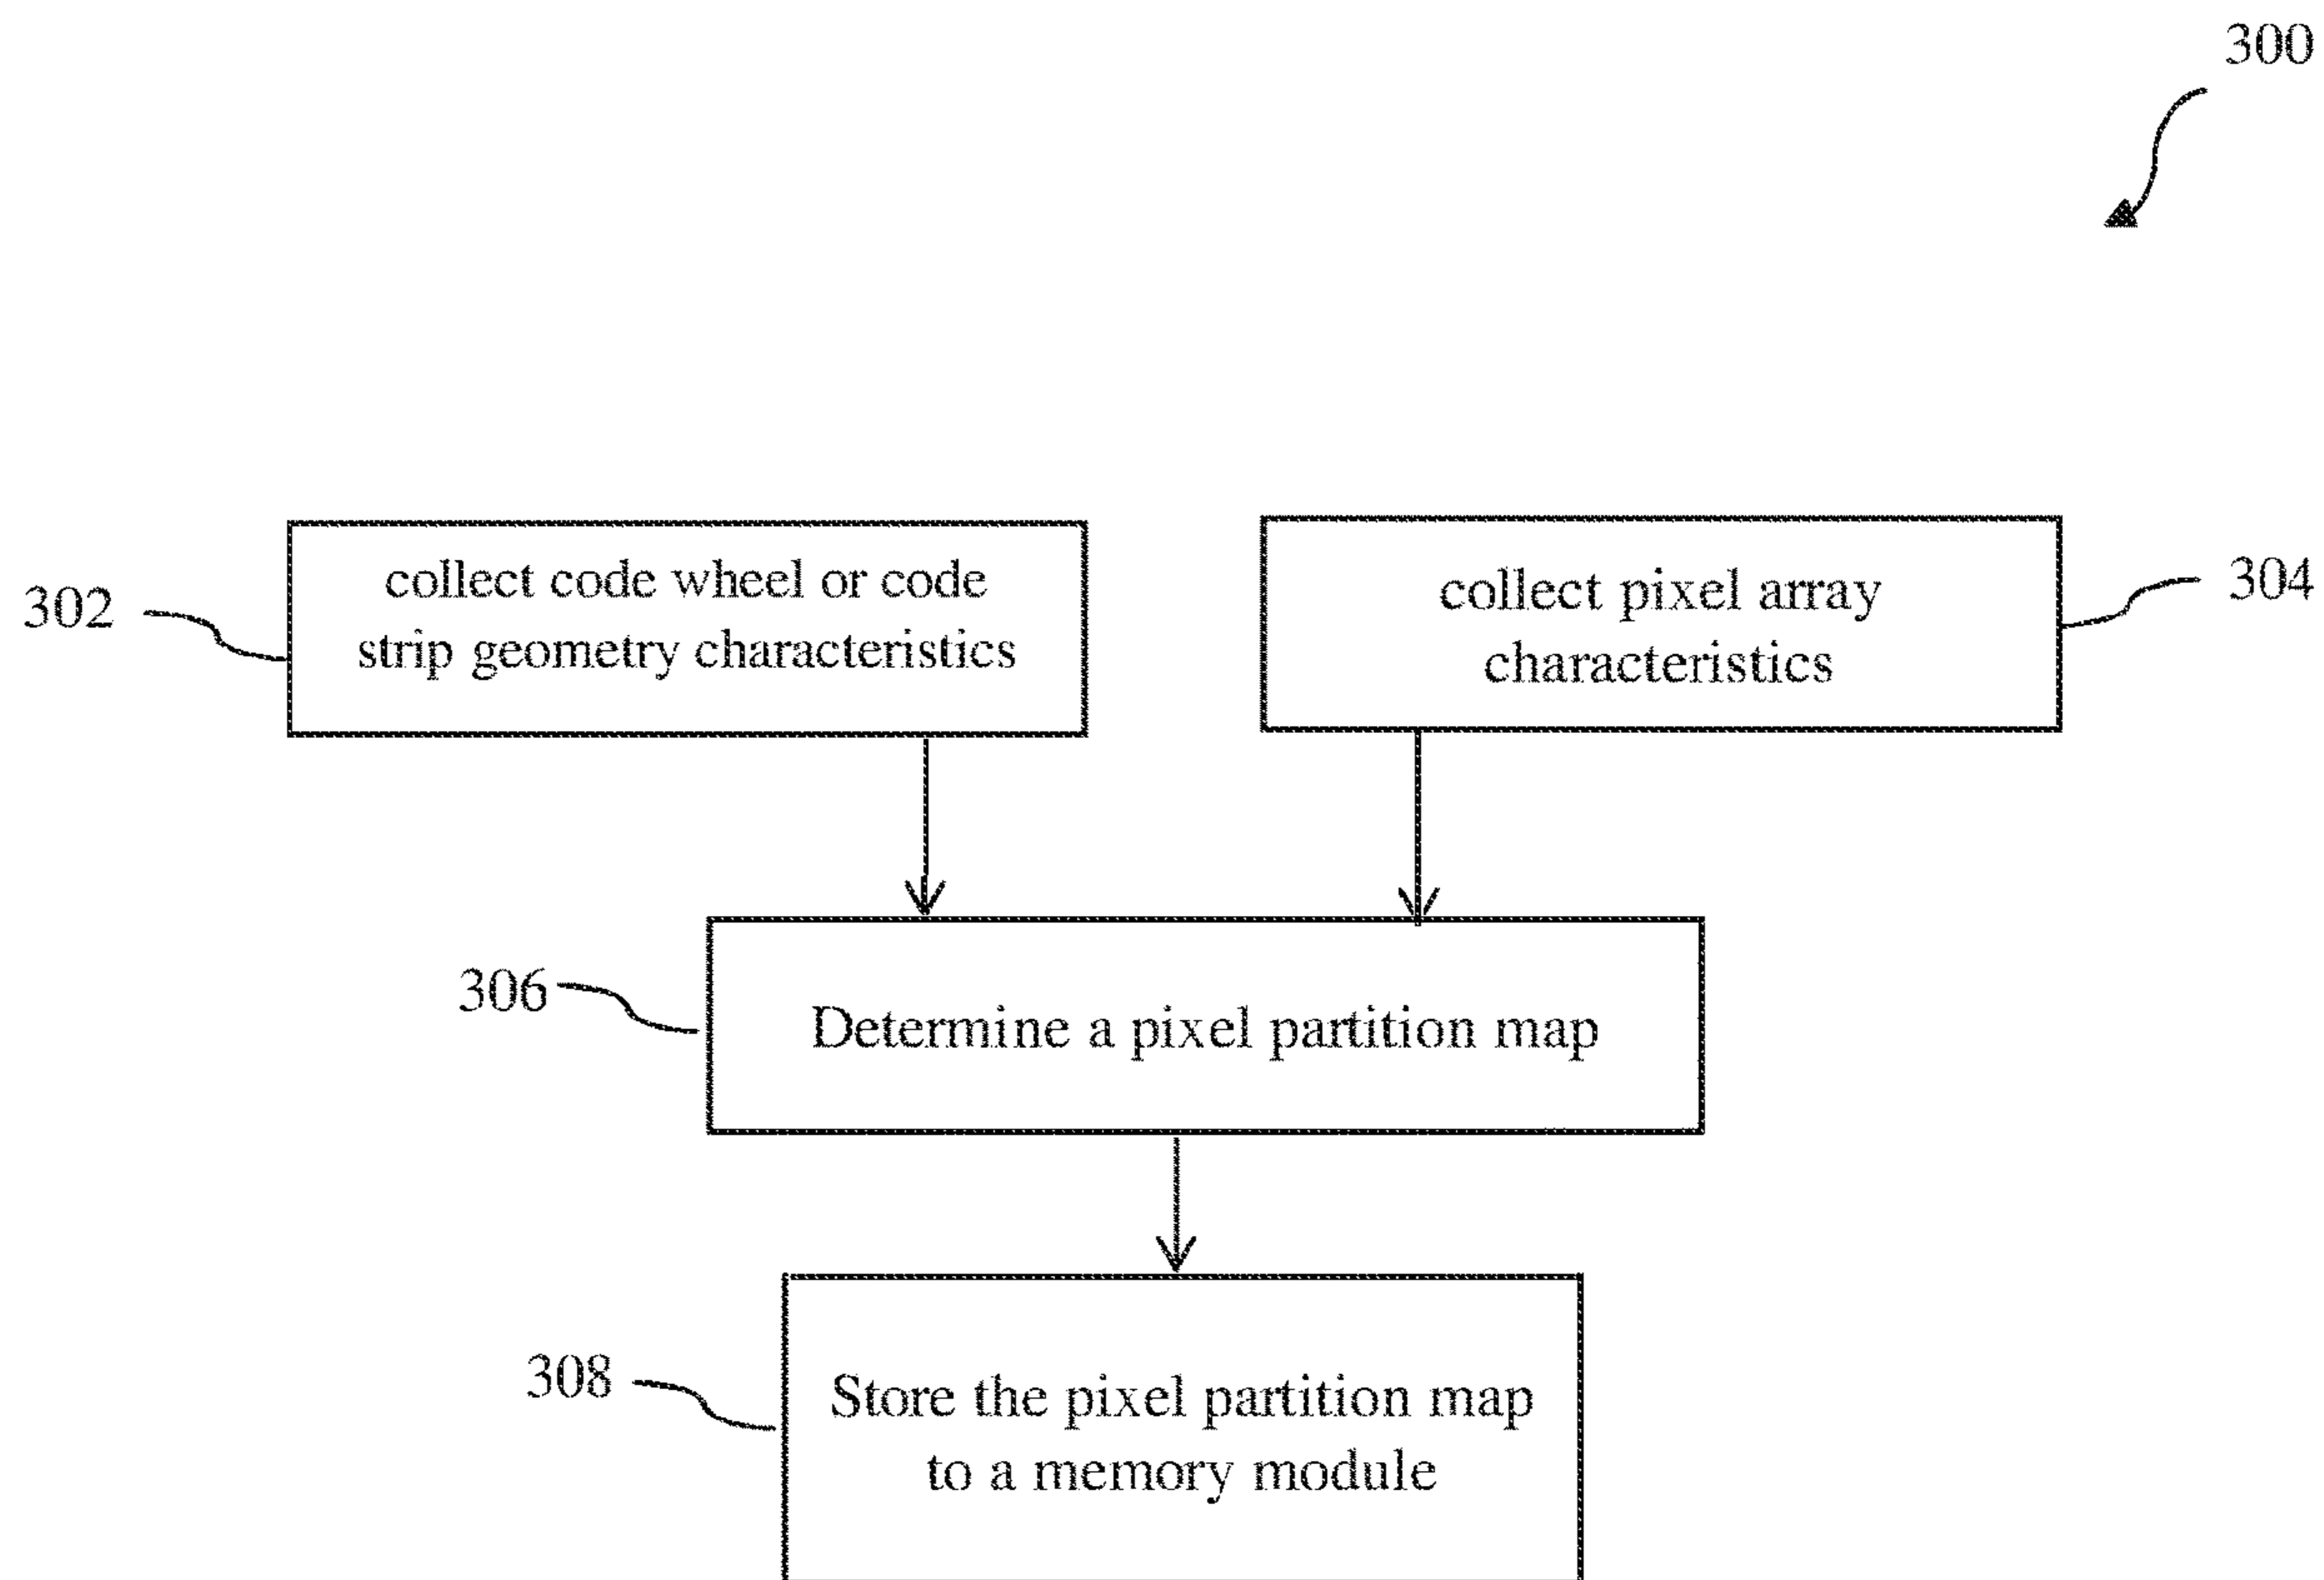 300
302
collect code wheel or code
strip geometry characteristics
collect pixel array
characteristics
304
306
Determine a pixel partition map
308
Store the pixel partition map
to a memory module